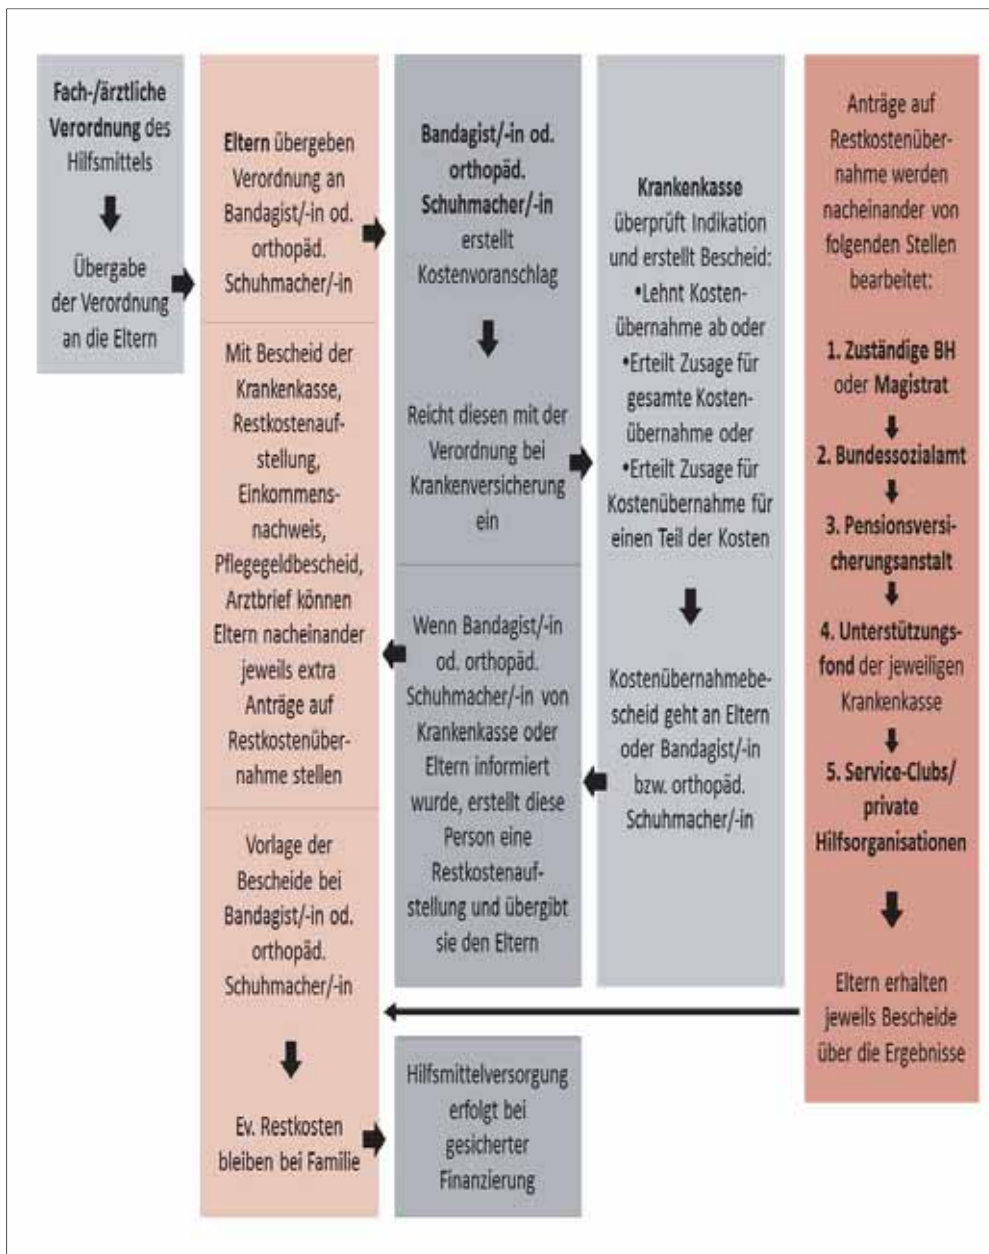 Fach-/ärztliche
Verordnung des
Hilfsmittels
Übergabe
der Verordnung
an die Eltern
Eltern übergeben
Verordnung an
Bandagist/-in od.
orthopäd.
Schuhmacher/-in
Mit Bescheid der
Krankenkasse,
Restkostenauf-
stellung,
Einkommens-
nachweis,
Pflegegeldbescheid,
Arztbrief können
Eltern nacheinander
jeweils extra
Anträge auf
Restkostenüber-
nahme stellen
Vorlage der
Bescheide bei
Bandagist/-in od.
orthopäd.
Schuhmacher/-in
Ev. Restkosten
bleiben bei Familie
Bandagist/-in od.
orthopäd.
Schuhmacher/-in
erstellt
Kostenvoranschlag
Reicht diesen mit der
Verordnung bei
Krankenversicherung
ein
Wenn Bandagist/-in
od. orthopäd.
Schuhmacher/-in von
Krankenkasse oder
Eltern informiert
wurde, erstellt diese
Person eine
Restkostenauf-
stellung und übergibt
sie den Eltern
Hilfsmittelversorgung
erfolgt bei
gesicherter
Finanzierung
Krankenkasse
überprüft Indikation
und erstellt Bescheid:
•Lehnt Kosten-
übernahme ab oder
•Erteilt Zusage für
gesamte Kosten-
übernahme oder
•Erteilt Zusage für
Kostenübernahme für
einen Teil der Kosten
Kostenübernahmebe-
scheid geht an Eltern
oder Bandagist/-in
bzw. orthopäd.
Schuhmacher/-in
Anträge auf
Restkostenüber-
nahme werden
nacheinander von
folgenden Stellen
bearbeitet:
1. Zuständige BH
oder Magistrat
2. Bundessozialamt
3. Pensionsversi-
cherungsanstalt
4. Unterstützungs-
fond der jeweiligen
Krankenkasse
5. Service-Clubs/
private
Hilfsorganisationen
Eltern erhalten
jeweils Bescheide
über die Ergebnisse